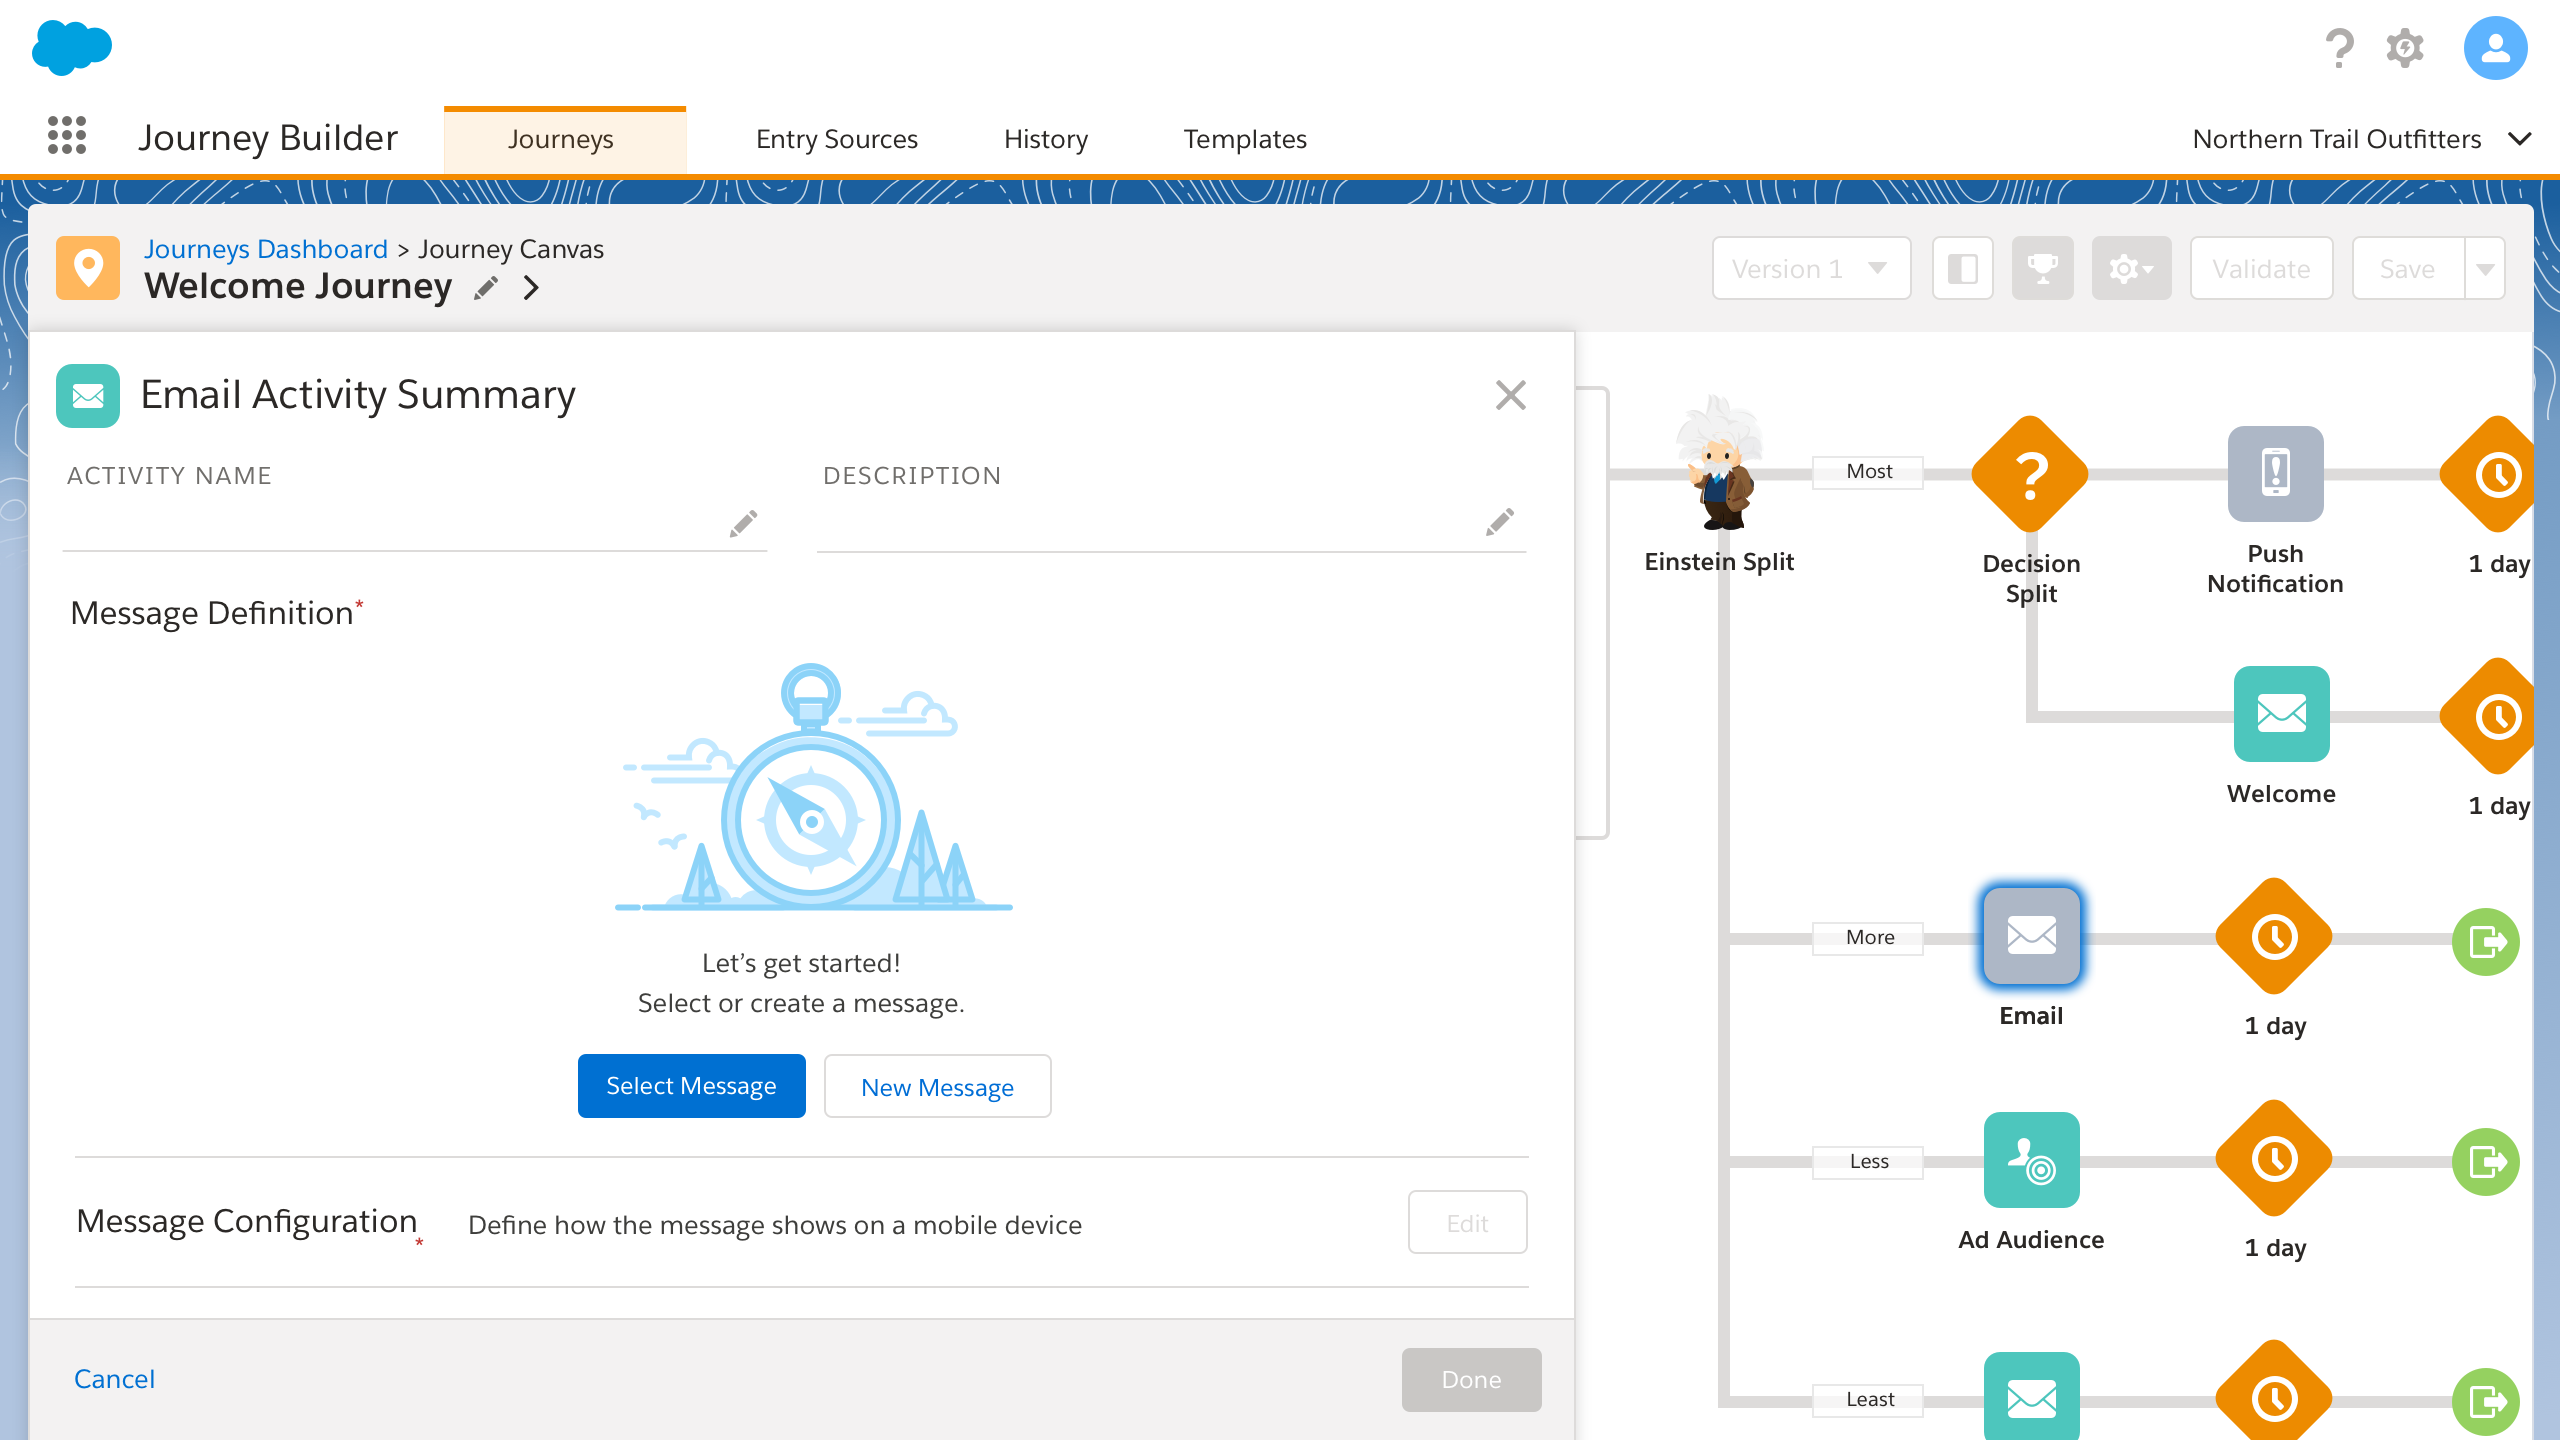 Journey Builder
Journeys
Entry Sources
History
Templates
Northern Trail Outfitters
Journeys Dashboard > Journey Canvas
Welcome Journey
Version 1
Validate
Save
Email Activity Summary
ACTIVITY NAME
DESCRIPTION
Message Definition*
Let’s get started!
Select or create a message.
Select Message
New Message
Message Configuration*
Define how the message shows on a mobile device
Edit
Cancel
Done
Einstein Split
Most
Decision
Split
Push
Notification
1 day
Welcome
1 day
More
Email
1 day
Less
Ad Audience
1 day
Least